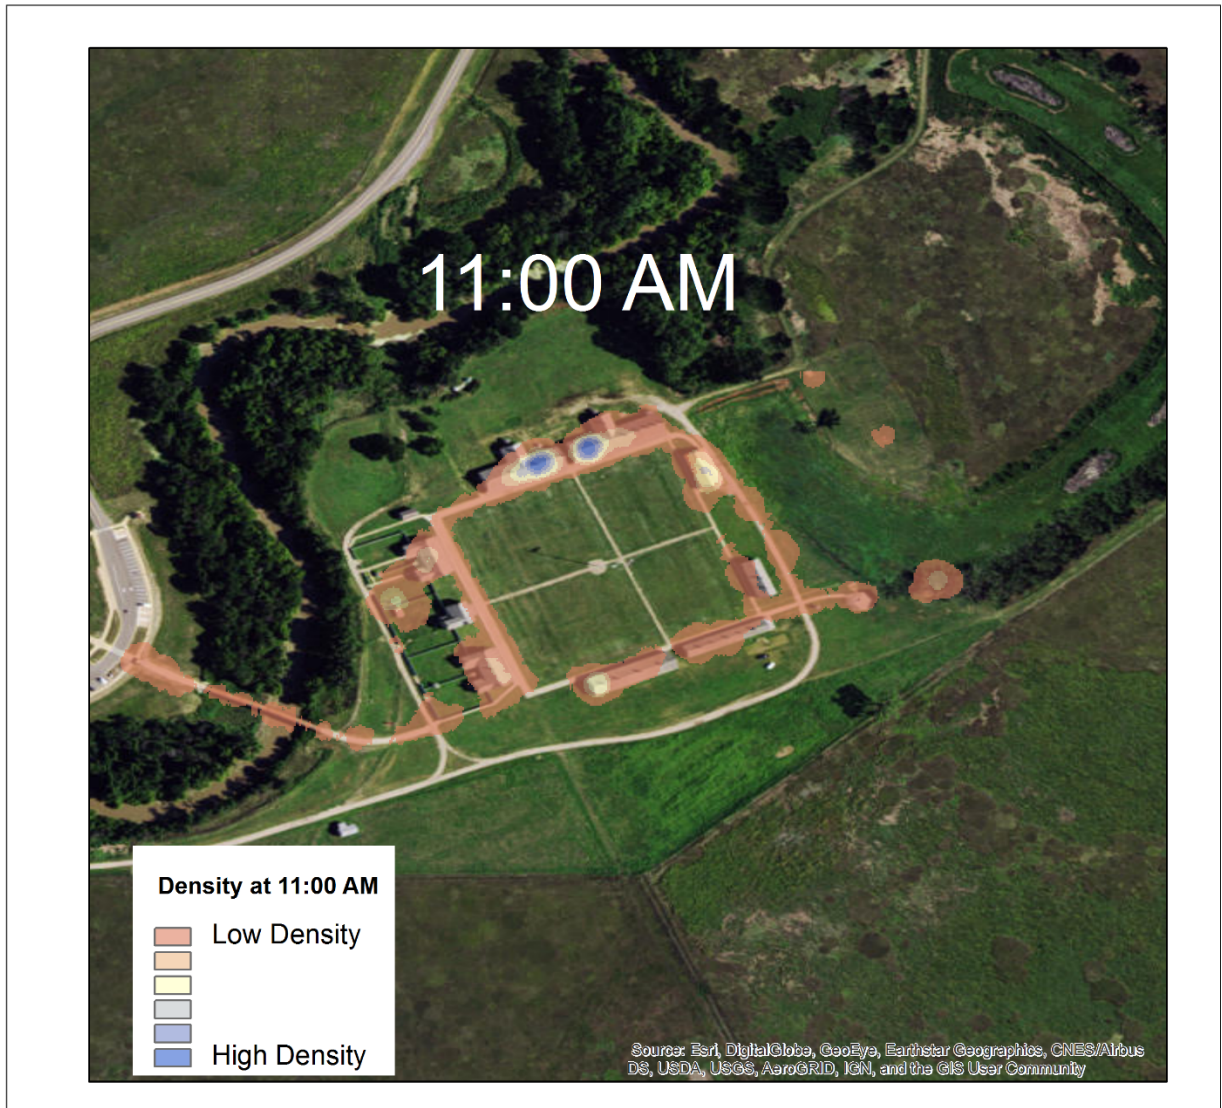 11:00 AM
Density at 11:00 AM
Low Density
High Density
Source: Esri, DigitalGlobe, GeoEye, Earthstar Geographics, CNES/Airbus
DS, USDA, USGS, AeroGRID, IGN, and the GIS User Community